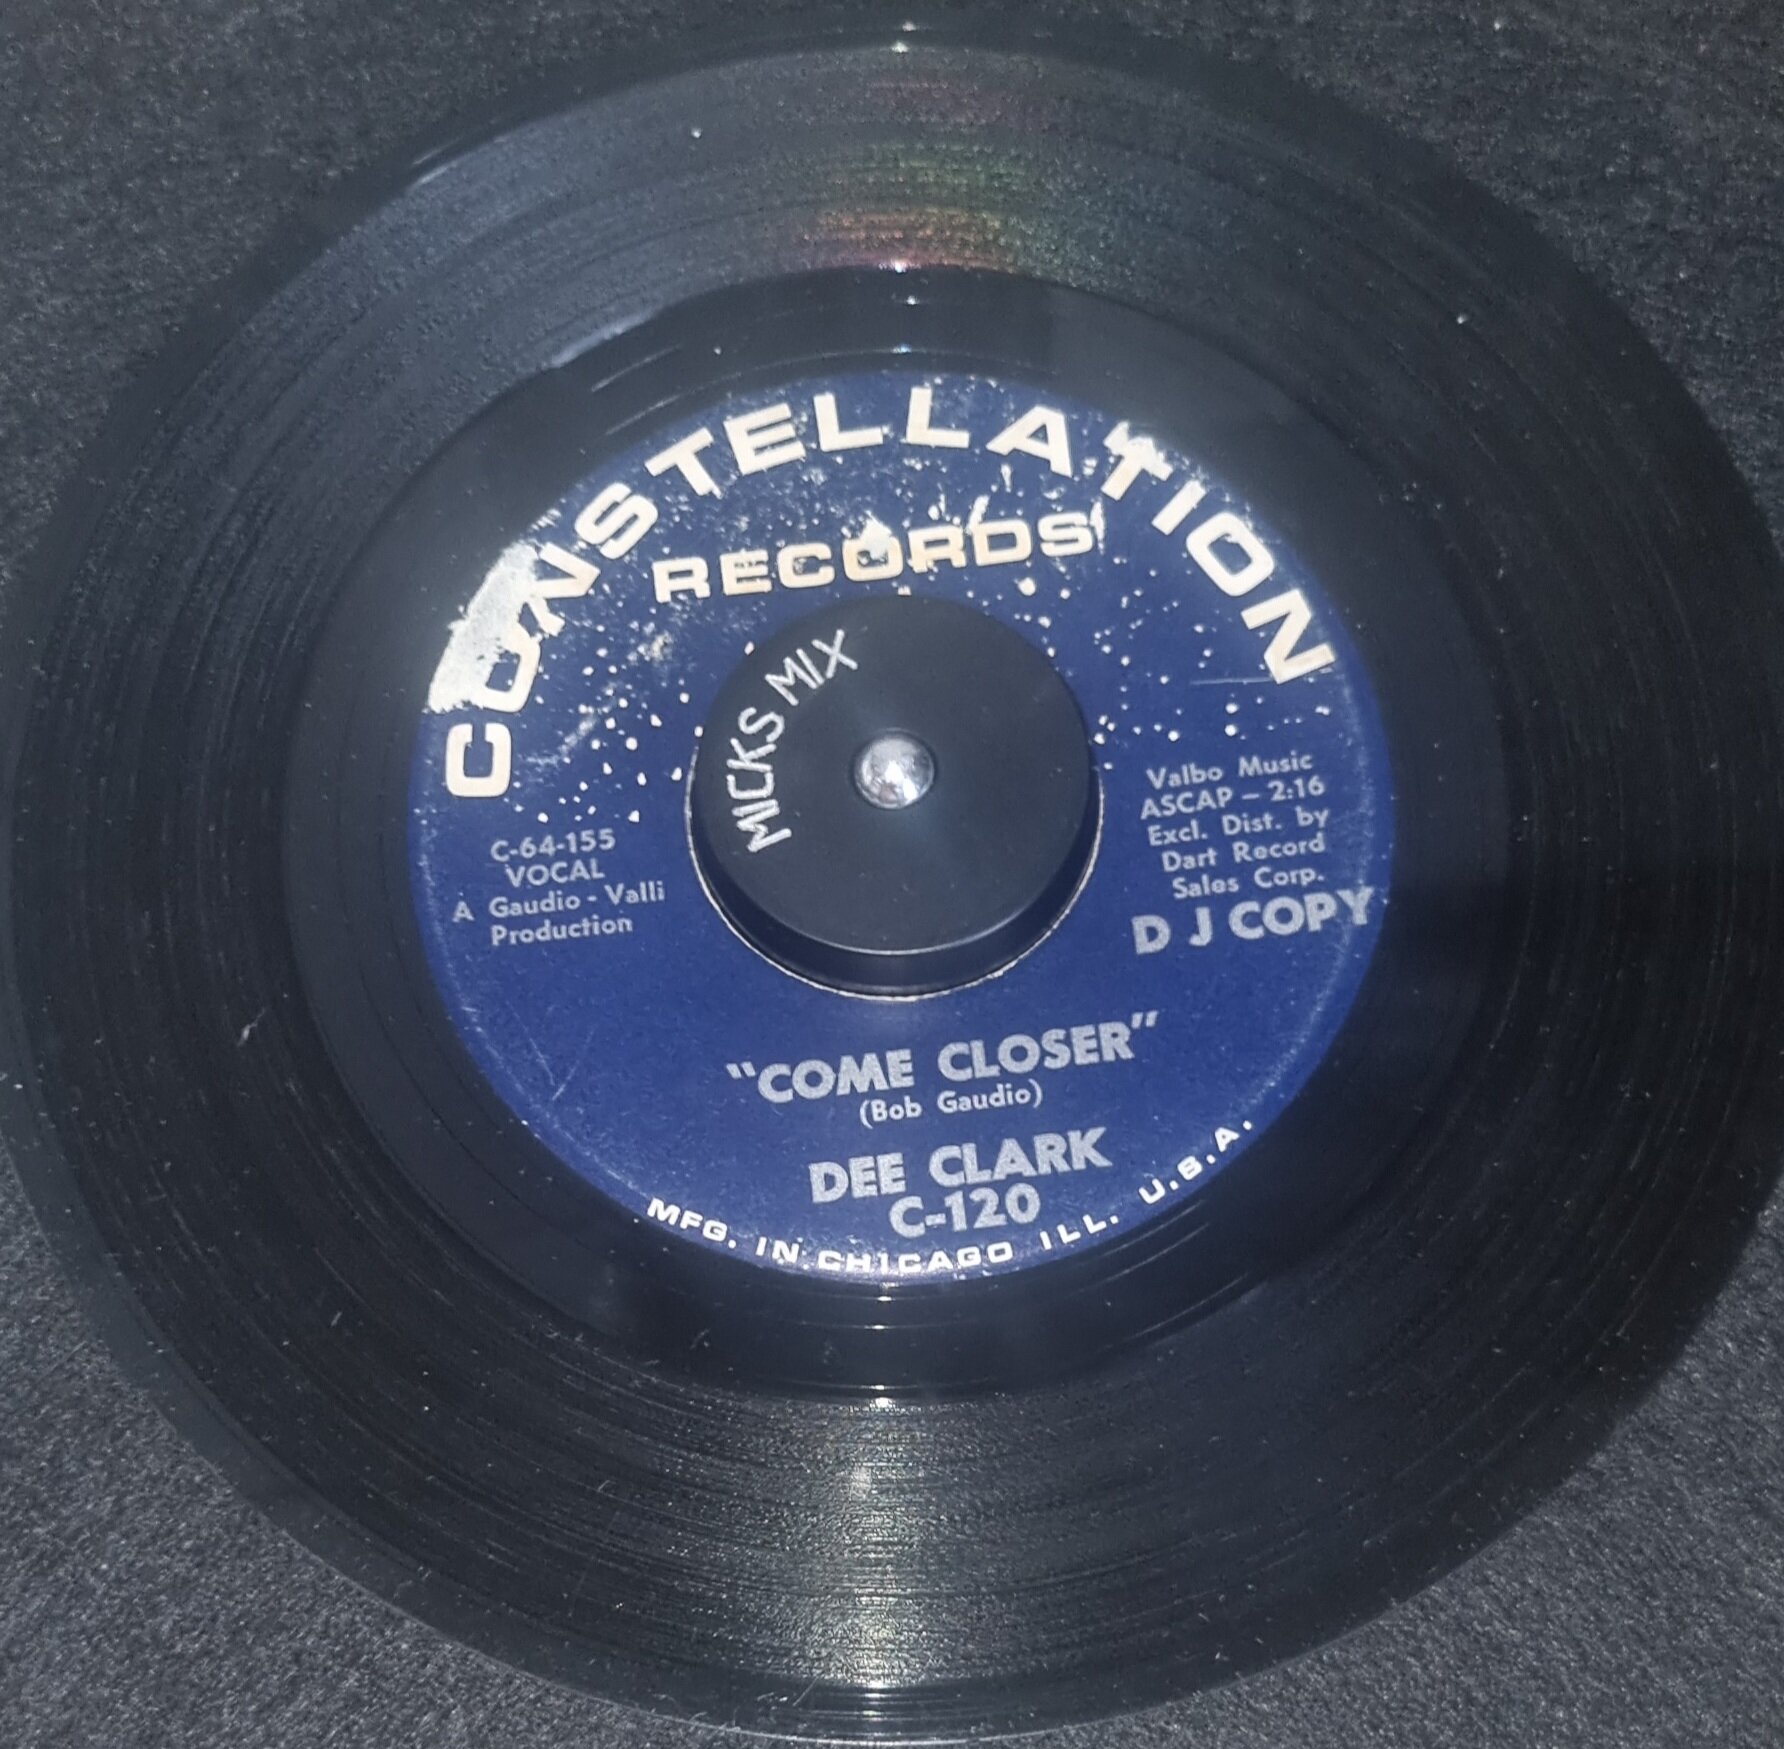 CONSTELLATION
RECORDS
MICKS MIX
C-64-155
VOCAL
A Gaudio - Valli
Production
Valbo Music
ASCAP - 2:16
Excl. Dist. by
Dart Record
Sales Corp.
D J COPY
"COME CLOSER"
(Bob Gaudio)
DEE CLARK
C-120
MFG. IN CHICAGO ILL. U.S.A.